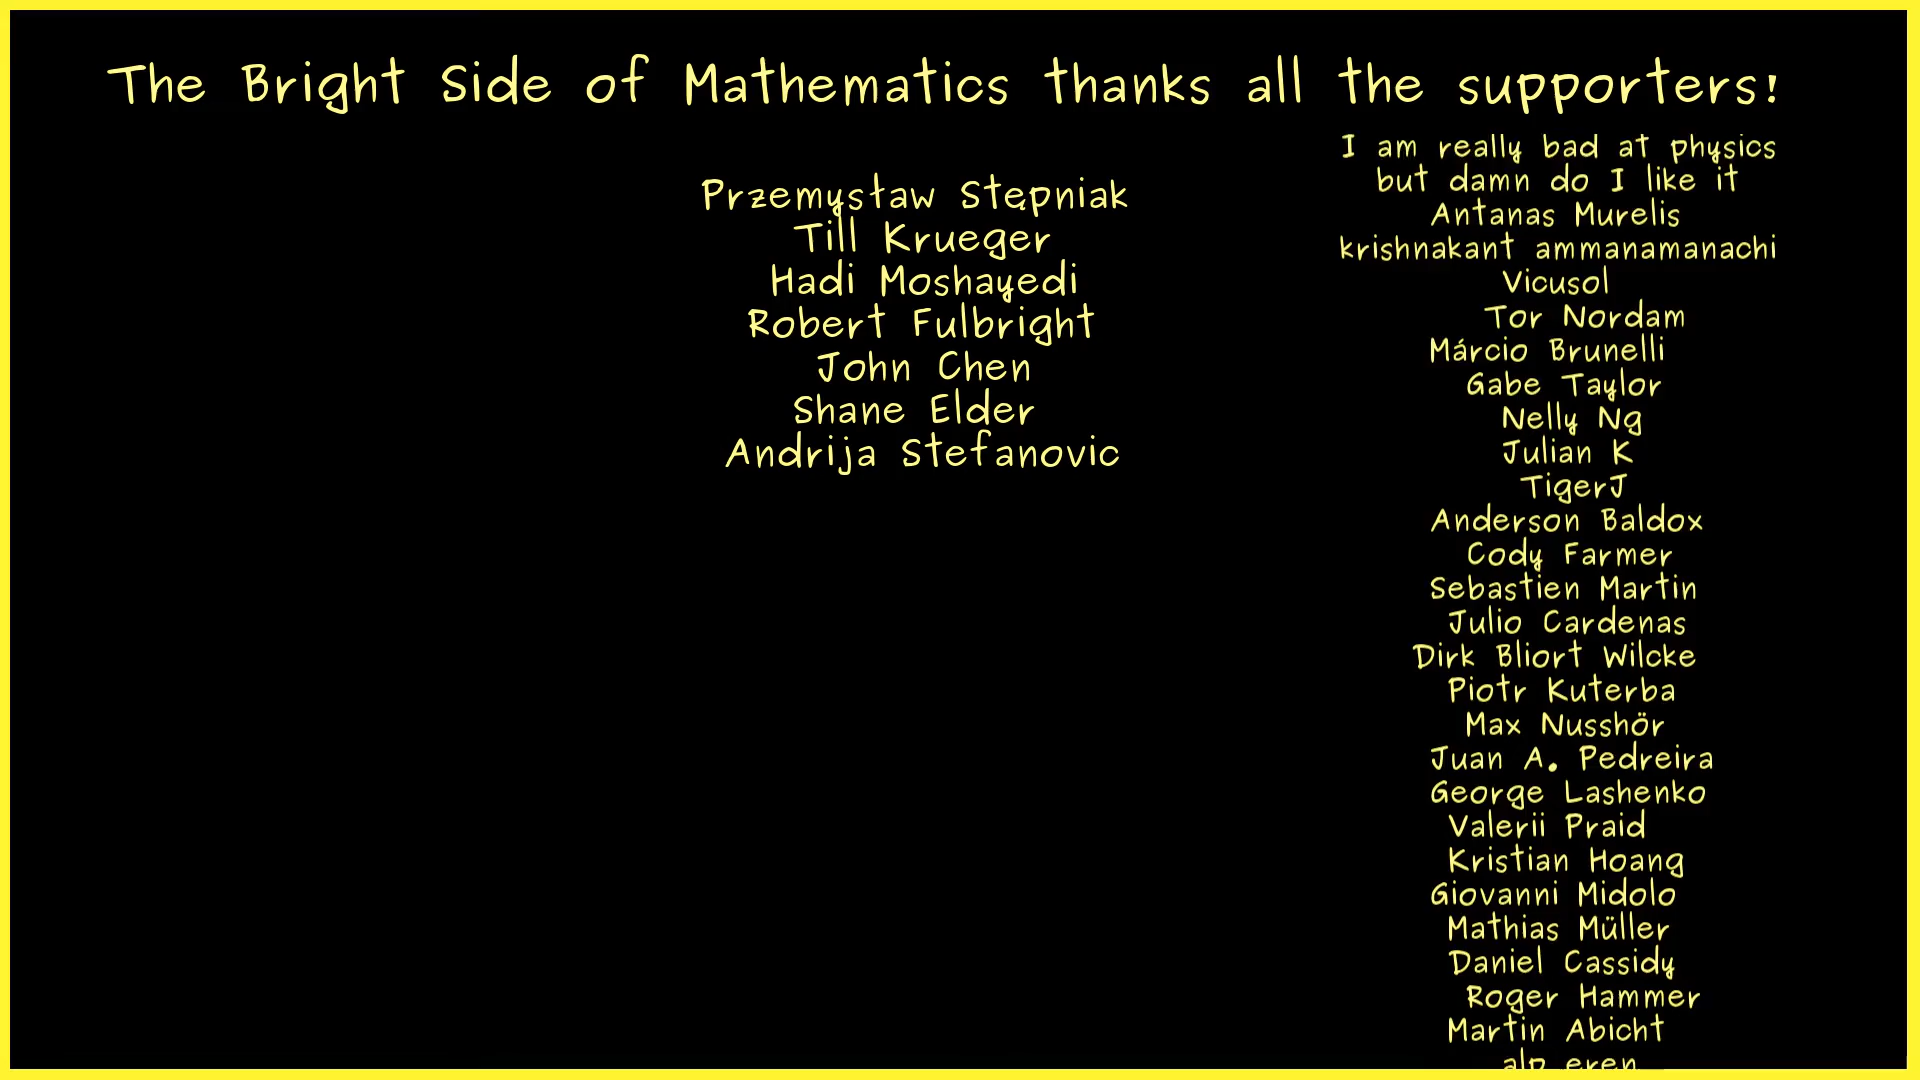 The Bright Side of Mathematics thanks all the supporters!
Przemysław Stępniak
Till Krueger
Hadi Moshayedi
Robert Fulbright
John Chen
Shane Elder
Andrija Stefanovic
I am really bad at physics
but damn do I like it
Antanas Murelis
krishnakant ammanamanachi
Vicusol
Tor Nordam
Márcio Brunelli
Gabe Taylor
Nelly Ng
Julian K
TigerJ
Anderson Baldox
Cody Farmer
Sebastien Martin
Julio Cardenas
Dirk Bliort Wilcke
Piotr Kuterba
Max Nusshör
Juan A. Pedreira
George Lashenko
Valerii Praid
Kristian Hoang
Giovanni Midolo
Mathias Müller
Daniel Cassidy
Roger Hammer
Martin Abicht
alp eren